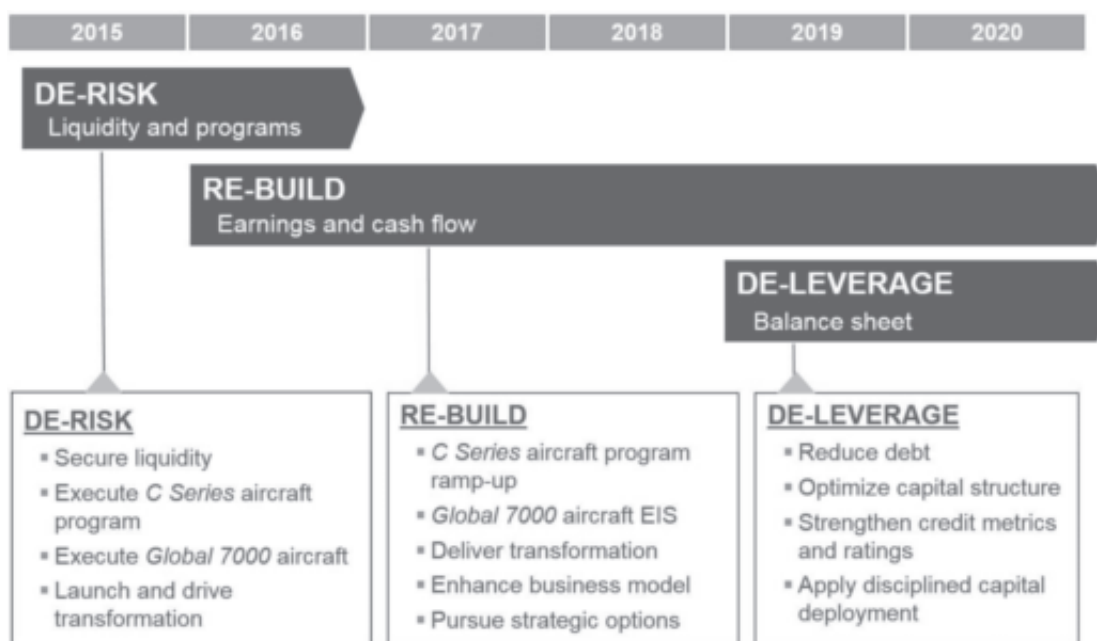 2015 2016 2017 2018 2019 2020
DE-RISK
Liquidity and programs
RE-BUILD
Earnings and cash flow
DE-LEVERAGE
Balance sheet
DE-RISK
▪ Secure liquidity
▪ Execute C Series aircraft
program
▪ Execute Global 7000 aircraft
▪ Launch and drive
transformation
RE-BUILD
▪ C Series aircraft program
ramp-up
▪ Global 7000 aircraft EIS
▪ Deliver transformation
▪ Enhance business model
▪ Pursue strategic options
DE-LEVERAGE
▪ Reduce debt
▪ Optimize capital structure
▪ Strengthen credit metrics
and ratings
▪ Apply disciplined capital
deployment